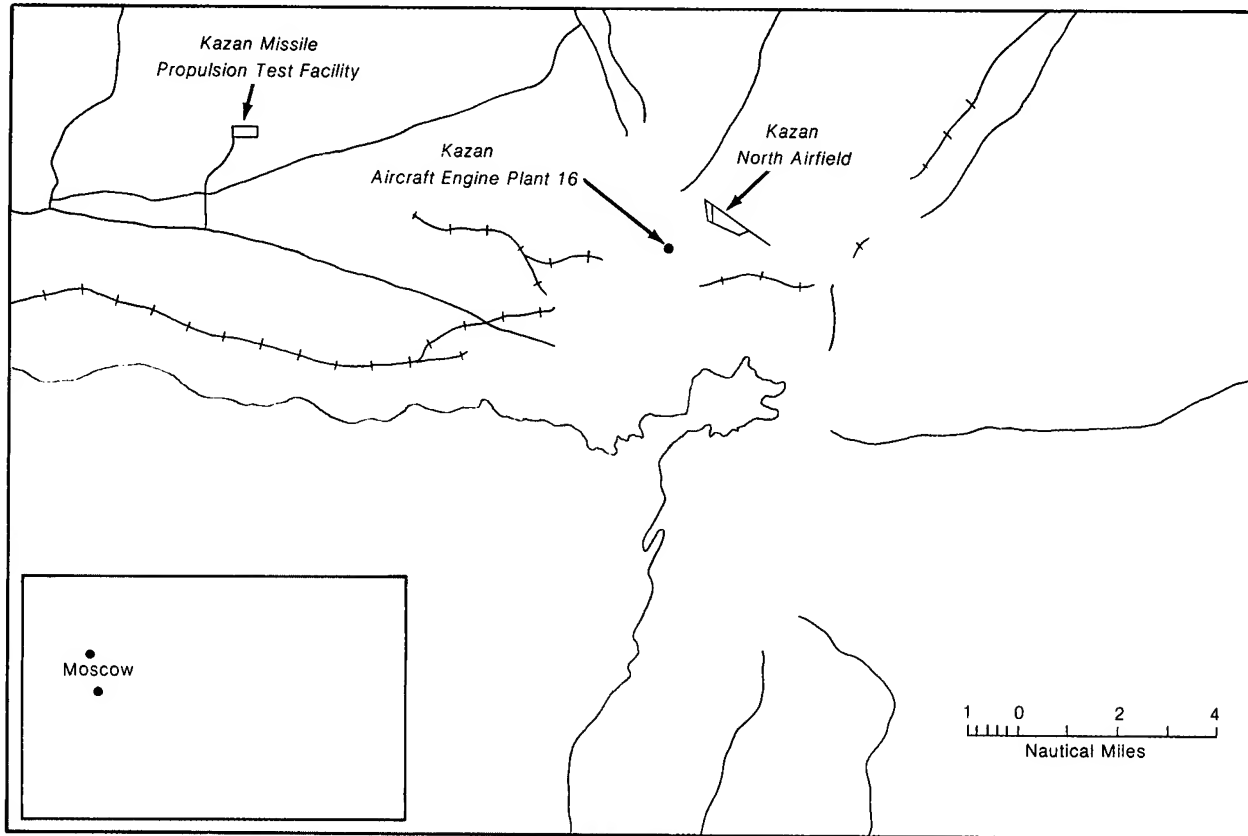 Kazan Missile
Propulsion Test Facility
Kazan
Aircraft Engine Plant 16
Kazan
North Airfield
Moscow
1 0 2 4
Nautical Miles